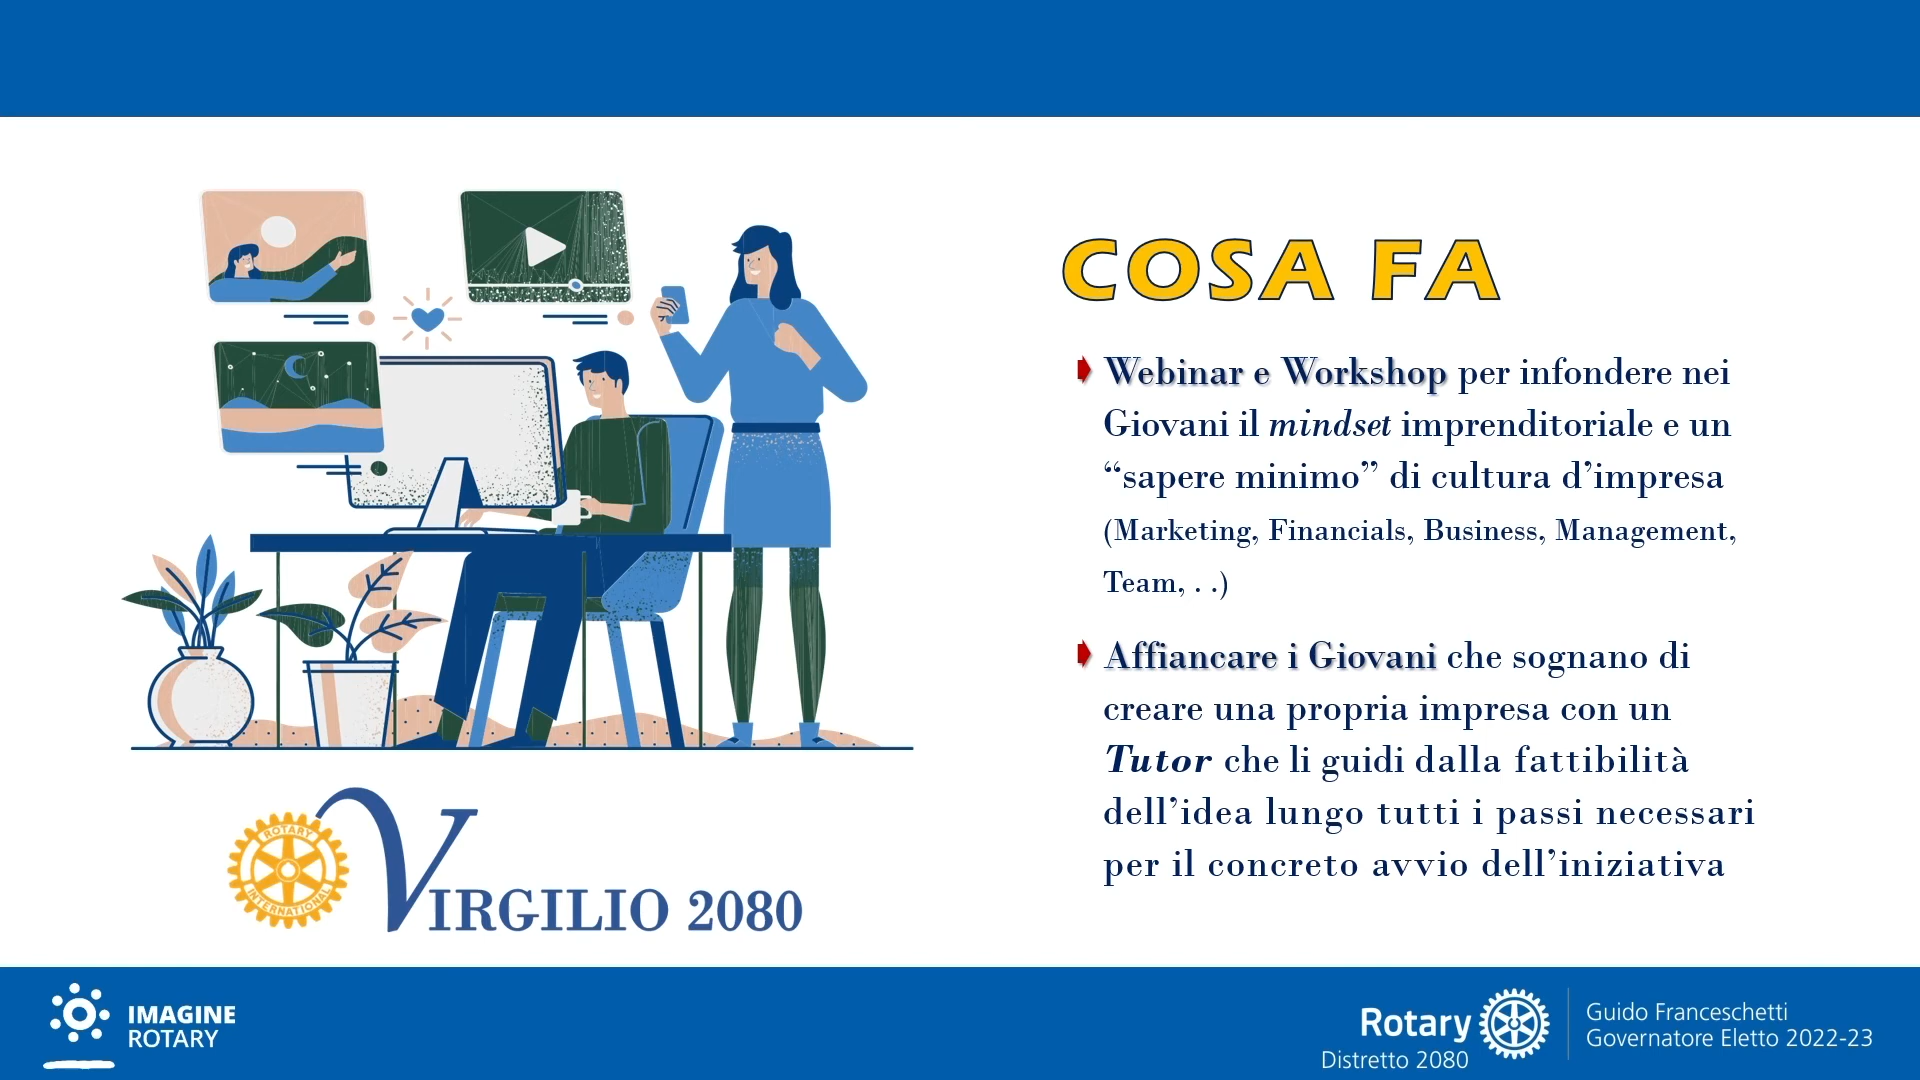 COSA FA
Webinar e Workshop per infondere nei
Giovani il mindset imprenditoriale e un
“sapere minimo” di cultura d’impresa
(Marketing, Financials, Business, Management,
Team, . .)
Affiancare i Giovani che sognano di
creare una propria impresa con un
Tutor che li guidi dalla fattibilità
dell’idea lungo tutti i passi necessari
per il concreto avvio dell’iniziativa
ROTARY
INTERNATIONAL
VIRGILIO 2080
IMAGINE
ROTARY
Rotary
Distretto 2080
Guido Franceschetti
Governatore Eletto 2022-23